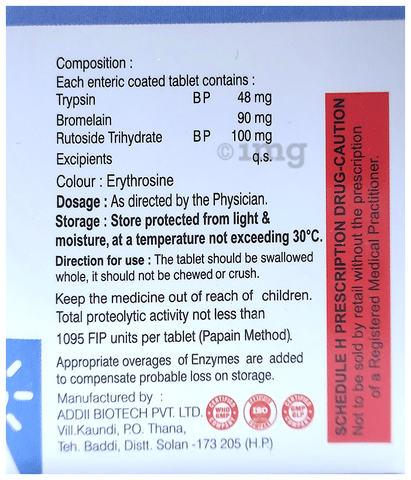 Composition :
Each enteric coated tablet contains :
Trypsin BP 48 mg
Bromelain 90 mg
Rutoside Trihydrate BP 100 mg
Excipients q.s.
©img
Colour : Erythrosine
Dosage : As directed by the Physician.
Storage : Store protected from light &
moisture, at a temperature not exceeding 30°C.
Direction for use : The tablet should be swallowed
whole, it should not be chewed or crush.
Keep the medicine out of reach of children.
Total proteolytic activity not less than
1095 FIP units per tablet (Papain Method).
Appropriate overages of Enzymes are added
to compensate probable loss on storage.
Manufactured by :
ADDII BIOTECH PVT. LTD.
Vill.Kaundi, P.O. Thana,
Teh. Baddi, Distt. Solan -173 205 (H.P.)
WHO
GMP
ISO
GMP
GLP
SCHEDULE H PRESCRIPTION DRUG-CAUTION
Not to be sold by retail without the prescription
of a Registered Medical Practitioner.